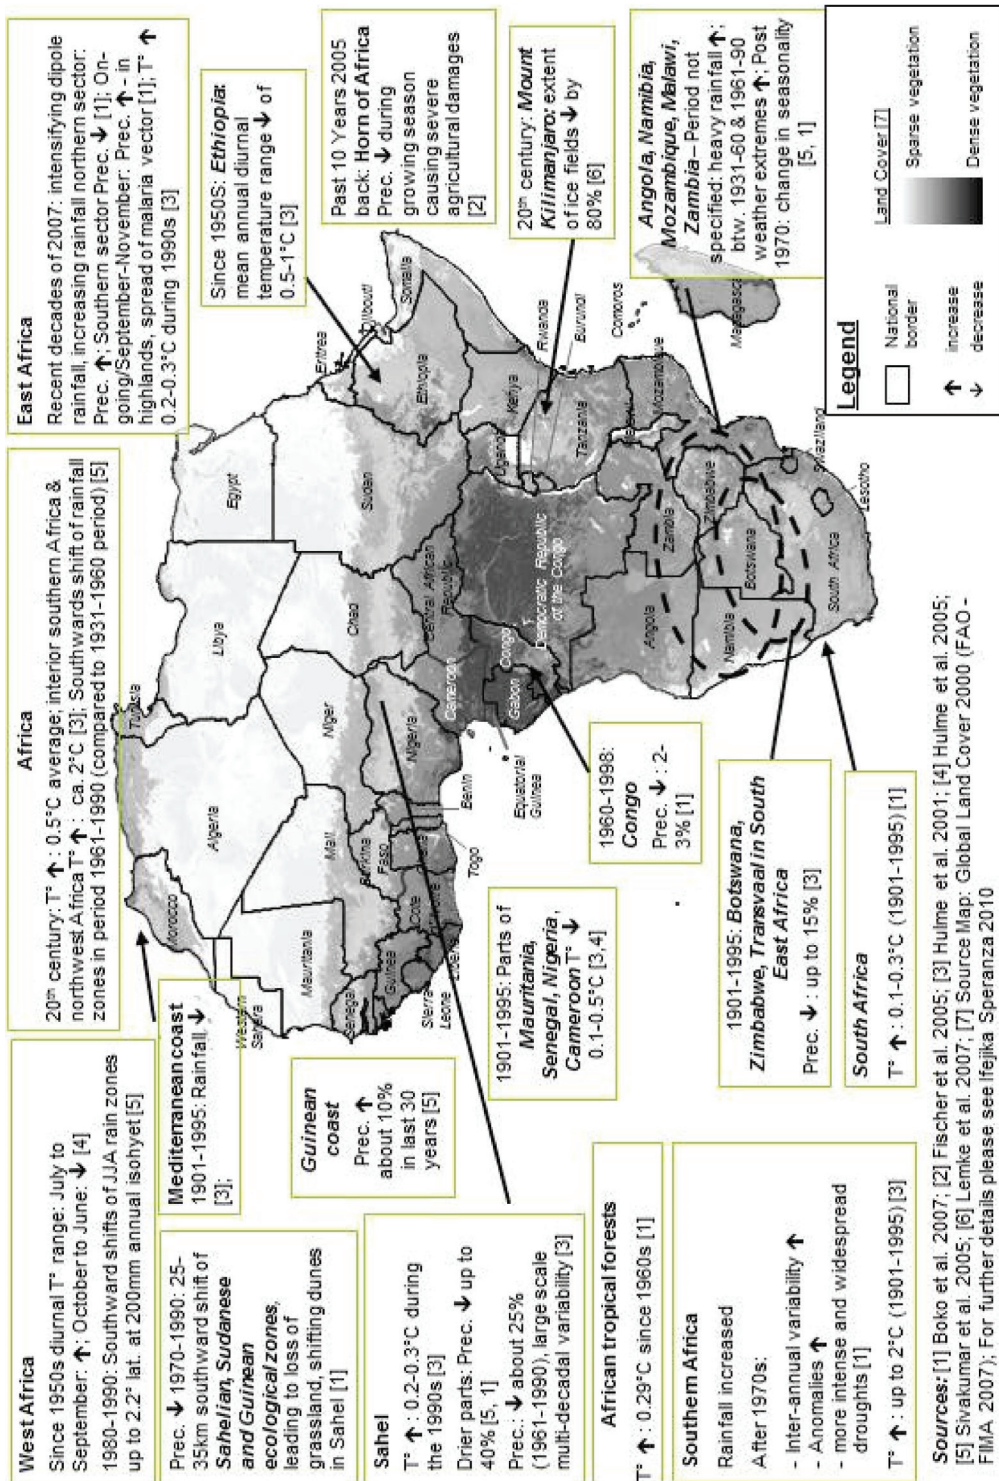 West Africa
Since 1950s diurnal T° range: July to
September: ↑; October to June: ↓ [4]
1980-1990: Southward shifts of JJA rain zones
up to 2.2° lat. at 200mm annual isohyet [5]
Africa
20th century: T° ↑ : 0.5°C average; interior southern Africa &
northwest Africa T° ↑ : ca. 2°C [3]; Southwards shift of rainfall
zones in period 1961-1990 (compared to 1931-1960 period) [5]
East Africa
Recent decades of 2007: intensifying dipole
rainfall, increasing rainfall northern sector:
Prec. ↑; Southern sector Prec. ↓ [1]; On-
going/September-November: Prec. ↑ - in
highlands, spread of malaria vector [1]; T° ↑
0.2-0.3°C during 1990s [3]
Mediterranean coast
1901-1995: Rainfall ↓
[3];
Prec. ↓ 1970-1990: 25-
35km southward shift of
Sahelian, Sudanese
and Guinean
ecological zones,
leading to loss of
grassland, shifting dunes
in Sahel [1]
Guinean
coast
Prec. ↑
about 10%
in last 30
years [5]
Since 1950S: Ethiopia:
mean annual diurnal
temperature range ↓ of
0.5-1°C [3]
Past 10 Years 2005
back: Horn of Africa
Prec. ↓ during
growing season
causing severe
agricultural damages
[2]
Sahel
T° ↑ : 0.2-0.3°C during
the 1990s [3]
Drier parts: Prec. ↓ up to
40% [5, 1]
Prec.: ↓ about 25%
(1961-1990), large scale
multi-decadal variability [3]
1901-1995: Parts of
Mauritania,
Senegal, Nigeria,
Cameroon T° ↓
0.1-0.5°C [3,4]
1960-1998:
Congo
Prec. ↓ : 2-
3% [1]
20th century: Mount
Kilimanjaro: extent
of ice fields ↓ by
80% [6]
African tropical forests
T° ↑ : 0.29°C since 1960s [1]
Southern Africa
Rainfall increased
After 1970s:
- Inter-annual variability ↑
- Anomalies ↑
- more intense and widespread
droughts [1]
T° ↑ : up to 2°C (1901-1995) [3]
1901-1995: Botswana,
Zimbabwe, Transvaal in South
East Africa
Prec. ↓ : up to 15% [3]
South Africa
T° ↑ : 0.1-0.3°C (1901-1995) [1]
Angola, Namibia,
Mozambique, Malawi,
Zambia – Period not
specified: heavy rainfall ↑;
btw. 1931-60 & 1961-90
weather extremes ↑; Post
1970: change in seasonality
[5, 1]
Morocco
Tunisia
Algeria
Libya
Egypt
Western
Sahara
Mauritania
Mali
Niger
Chad
Sudan
Eritrea
Djibouti
Somalia
Ethiopia
Senegal
Guinea
Sierra
Leone
Liberia
Cote
Burkina
Faso
Togo
Benin
Nigeria
Cameroon
Central African
Republic
Equatorial
Guinea
Gabon
Congo
Democratic Republic
of the Congo
Uganda
Kenya
Rwanda
Burundi
Tanzania
Comoros
Angola
Zambia
Mozambique
Zimbabwe
Namibia
Botswana
South Africa
Swaziland
Lesotho
Legend
National
border
↑ increase
↓ decrease
Land Cover [7]
Sparse vegetation
Dense vegetation
Sources: [1] Boko et al. 2007; [2] Fischer et al. 2005; [3] Hulme et al. 2001; [4] Hulme et al. 2005;
[5] Sivakumar et al. 2005; [6] Lemke et al. 2007; [7] Source Map: Global Land Cover 2000 (FAO -
FIMA 2007); For further details please see Ifejika Speranza 2010